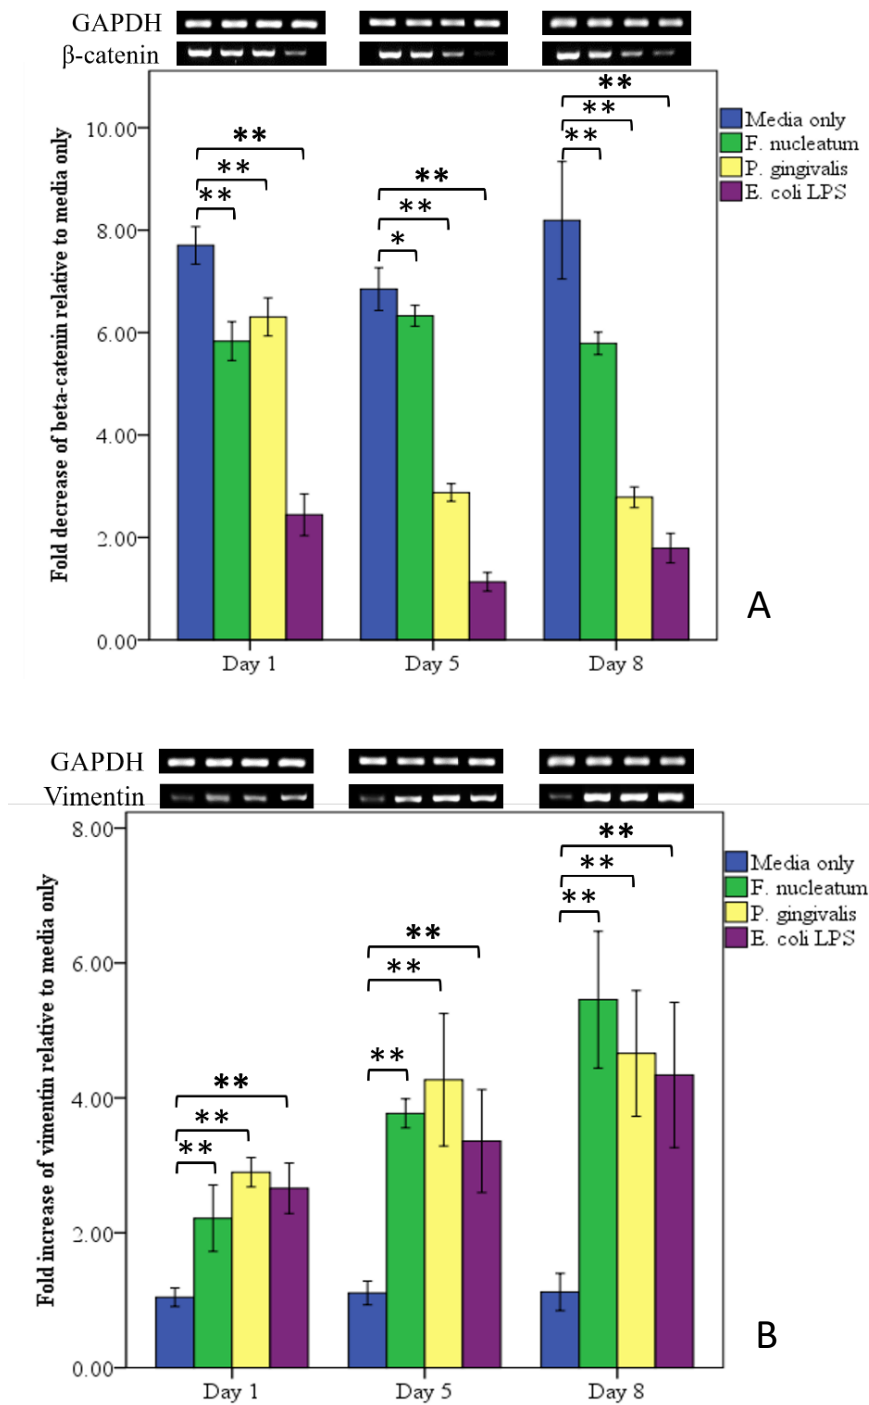 GAPDH
β-catenin
Fold decrease of beta-catenin relative to media only
10.00
8.00
6.00
4.00
2.00
0.00
**
**
**
**
**
*
**
**
**
Media only
F. nucleatum
P. gingivalis
E. coli LPS
A
Day 1 Day 5 Day 8
GAPDH
Vimentin
Fold increase of vimentin relative to media only
8.00
6.00
4.00
2.00
0.00
**
**
**
**
**
**
**
**
**
Media only
F. nucleatum
P. gingivalis
E. coli LPS
B
Day 1 Day 5 Day 8